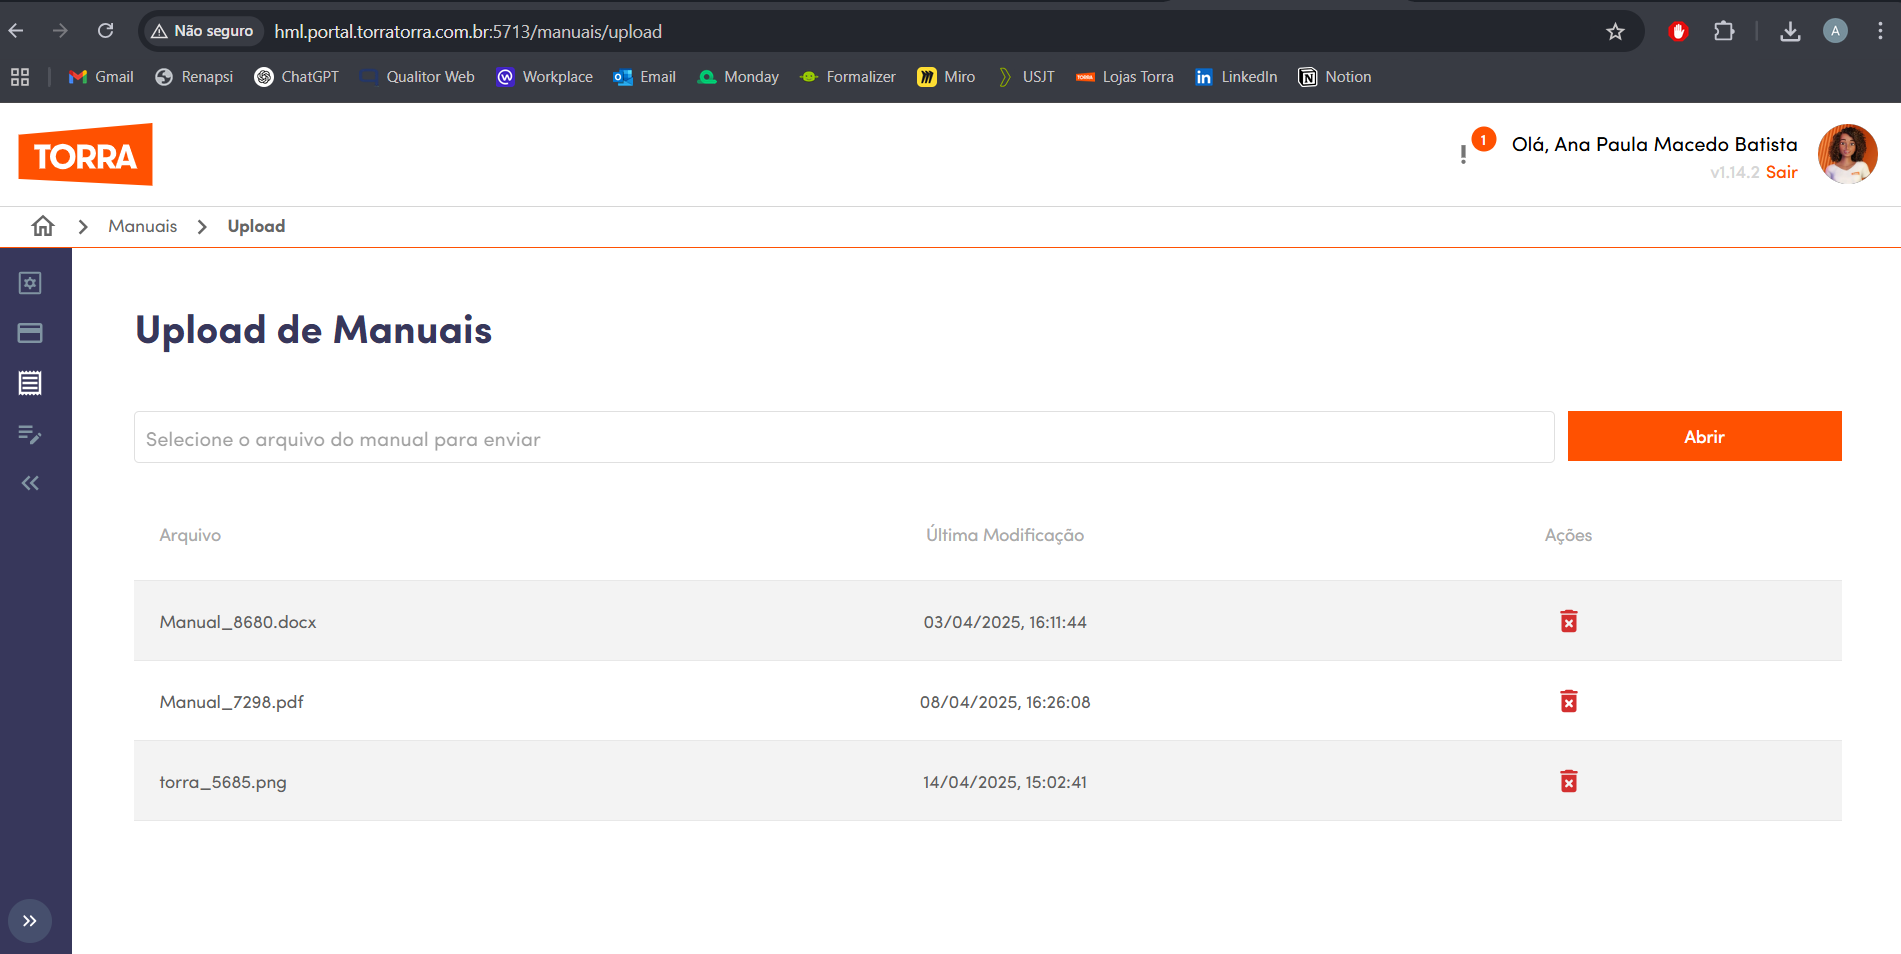 Não seguro
hml.portal.torratorra.com.br:5713/manuais/upload
A
Gmail
Renapsi
ChatGPT
Qualitor Web
Workplace
Email
Monday
Formalizer
Miro
USJT
Lojas Torra
LinkedIn
Notion
TORRA
1
Olá, Ana Paula Macedo Batista
v1.14.2 Sair
Manuais
Upload
Upload de Manuais
Selecione o arquivo do manual para enviar
Abrir
Arquivo
Última Modificação
Ações
Manual_8680.docx
03/04/2025, 16:11:44
Manual_7298.pdf
08/04/2025, 16:26:08
torra_5685.png
14/04/2025, 15:02:41